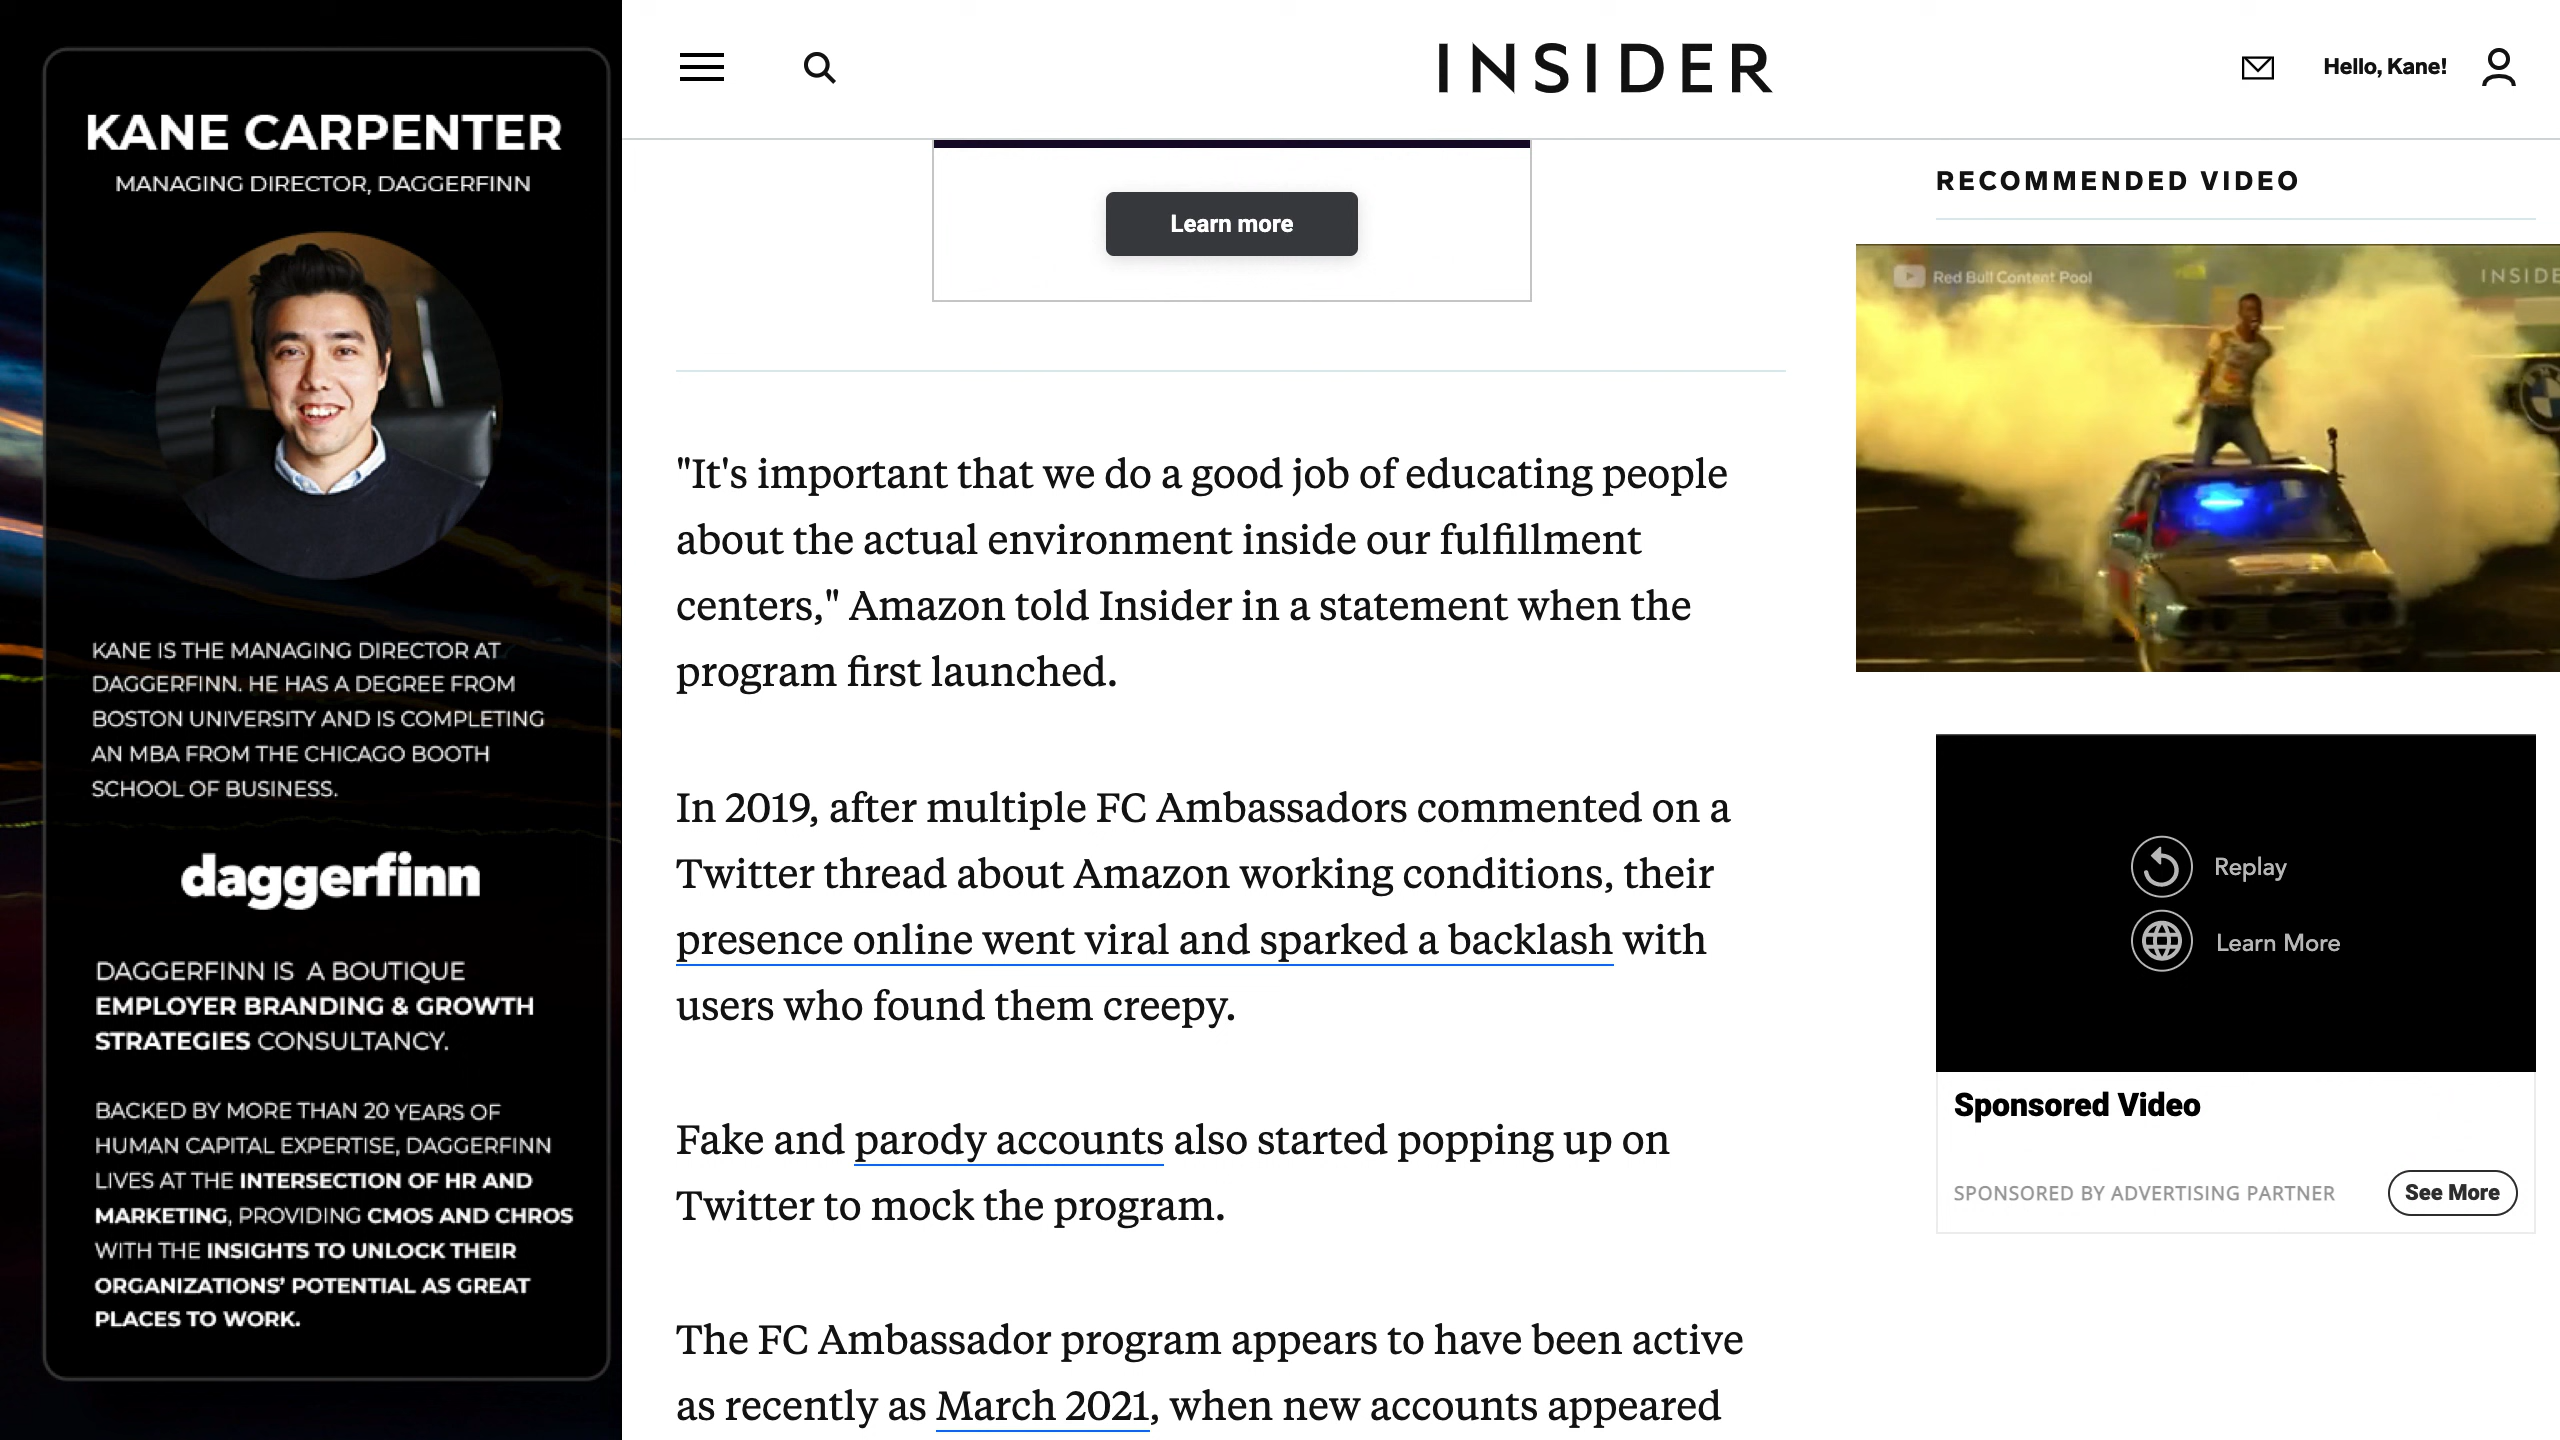 KANE CARPENTER
MANAGING DIRECTOR, DAGGERFINN
KANE IS THE MANAGING DIRECTOR AT
DAGGERFINN. HE HAS A DEGREE FROM
BOSTON UNIVERSITY AND IS COMPLETING
AN MBA FROM THE CHICAGO BOOTH
SCHOOL OF BUSINESS.
daggerfinn
DAGGERFINN IS A BOUTIQUE
EMPLOYER BRANDING & GROWTH
STRATEGIES CONSULTANCY.
BACKED BY MORE THAN 20 YEARS OF
HUMAN CAPITAL EXPERTISE, DAGGERFINN
LIVES AT THE INTERSECTION OF HR AND
MARKETING, PROVIDING CMOS AND CHROS
WITH THE INSIGHTS TO UNLOCK THEIR
ORGANIZATIONS' POTENTIAL AS GREAT
PLACES TO WORK.
INSIDER
Hello, Kane!
Learn more
"It's important that we do a good job of educating people
about the actual environment inside our fulfillment
centers," Amazon told Insider in a statement when the
program first launched.
In 2019, after multiple FC Ambassadors commented on a
Twitter thread about Amazon working conditions, their
presence online went viral and sparked a backlash with
users who found them creepy.
Fake and parody accounts also started popping up on
Twitter to mock the program.
The FC Ambassador program appears to have been active
as recently as March 2021, when new accounts appeared
RECOMMENDED VIDEO
Red Bull Content Pool
INSIDE
Replay
Learn More
Sponsored Video
SPONSORED BY ADVERTISING PARTNER
See More